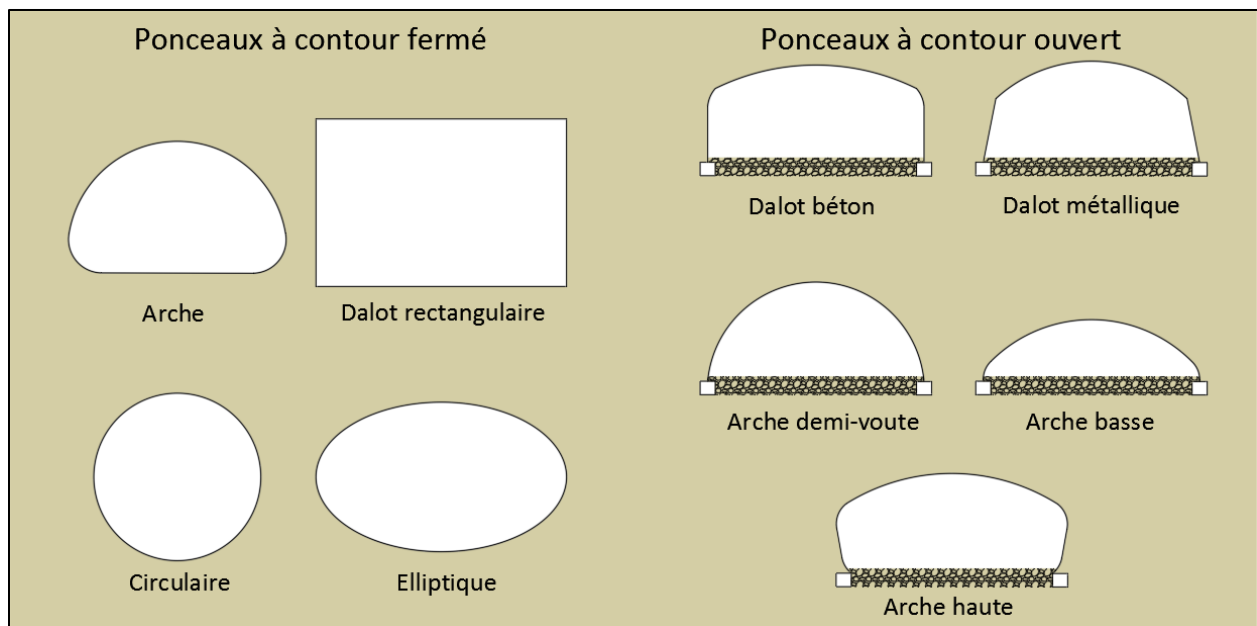 Ponceaux à contour fermé
Arche
Dalot rectangulaire
Circulaire
Elliptique
Ponceaux à contour ouvert
Dalot béton
Dalot métallique
Arche demi-voute
Arche basse
Arche haute